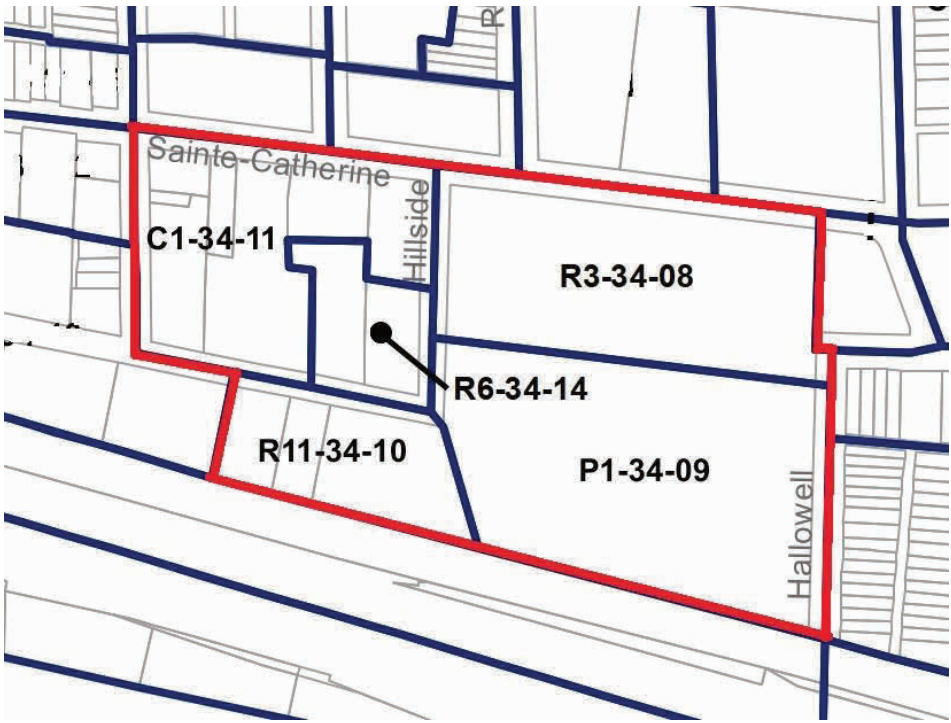 Sainte-Catherine
Hillside
C1-34-11
R3-34-08
R6-34-14
R11-34-10
P1-34-09
Hallowell